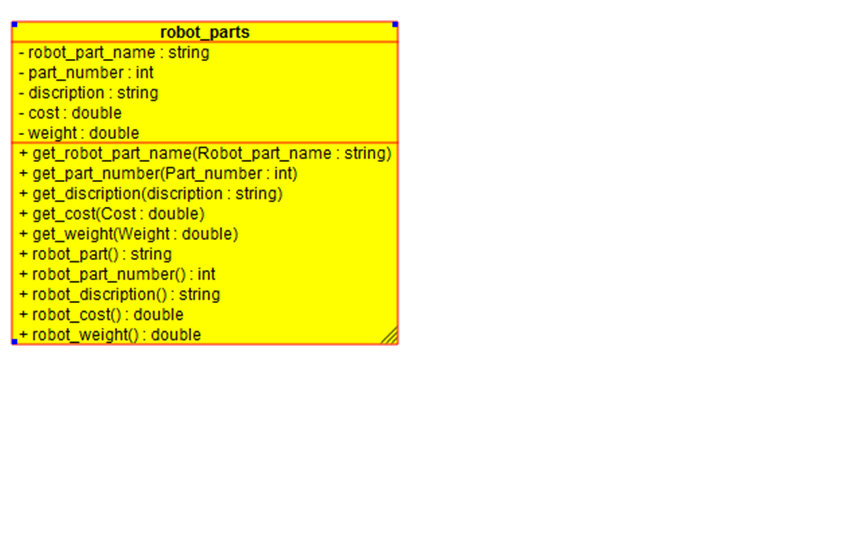 robot_parts
- robot_part_name : string
- part_number : int
- discription : string
- cost : double
- weight : double
+ get_robot_part_name(Robot_part_name : string)
+ get_part_number(Part_number : int)
+ get_discription(discription : string)
+ get_cost(Cost : double)
+ get_weight(Weight : double)
+ robot_part() : string
+ robot_part_number() : int
+ robot_discription() : string
+ robot_cost() : double
+ robot_weight() : double